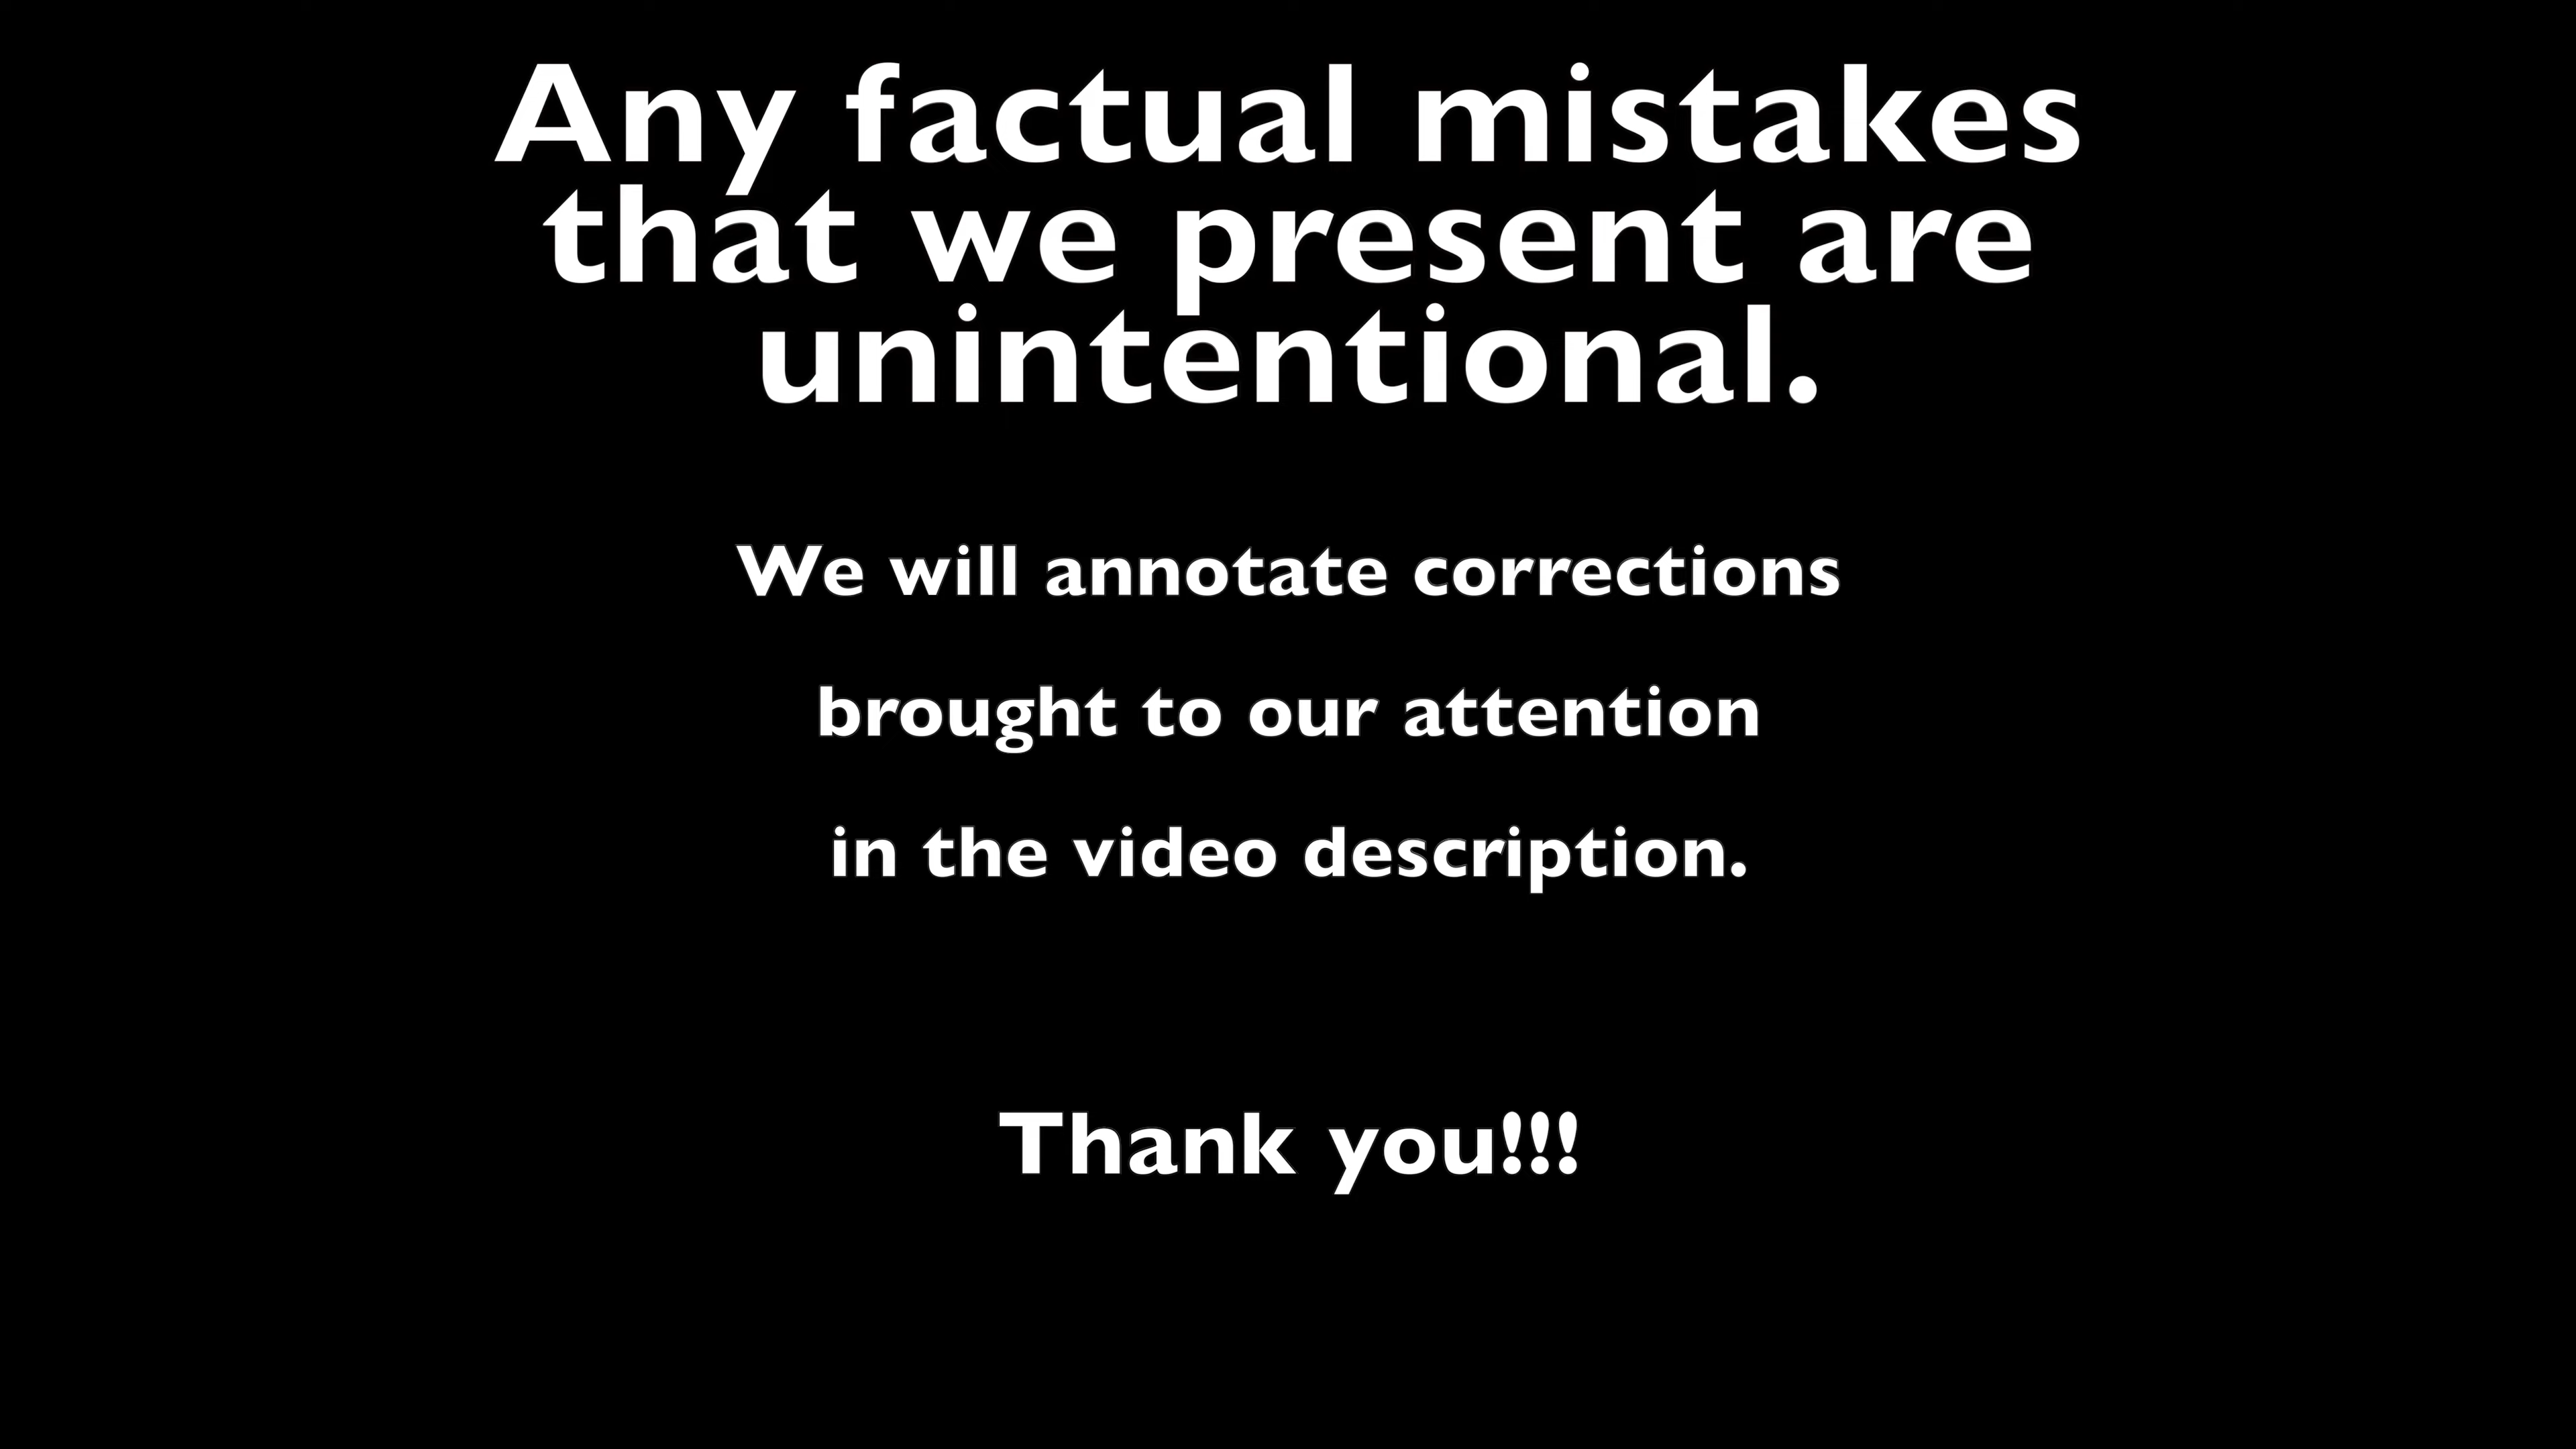 Any factual mistakes
that we present are
unintentional.
We will annotate corrections
brought to our attention
in the video description.
Thank you!!!